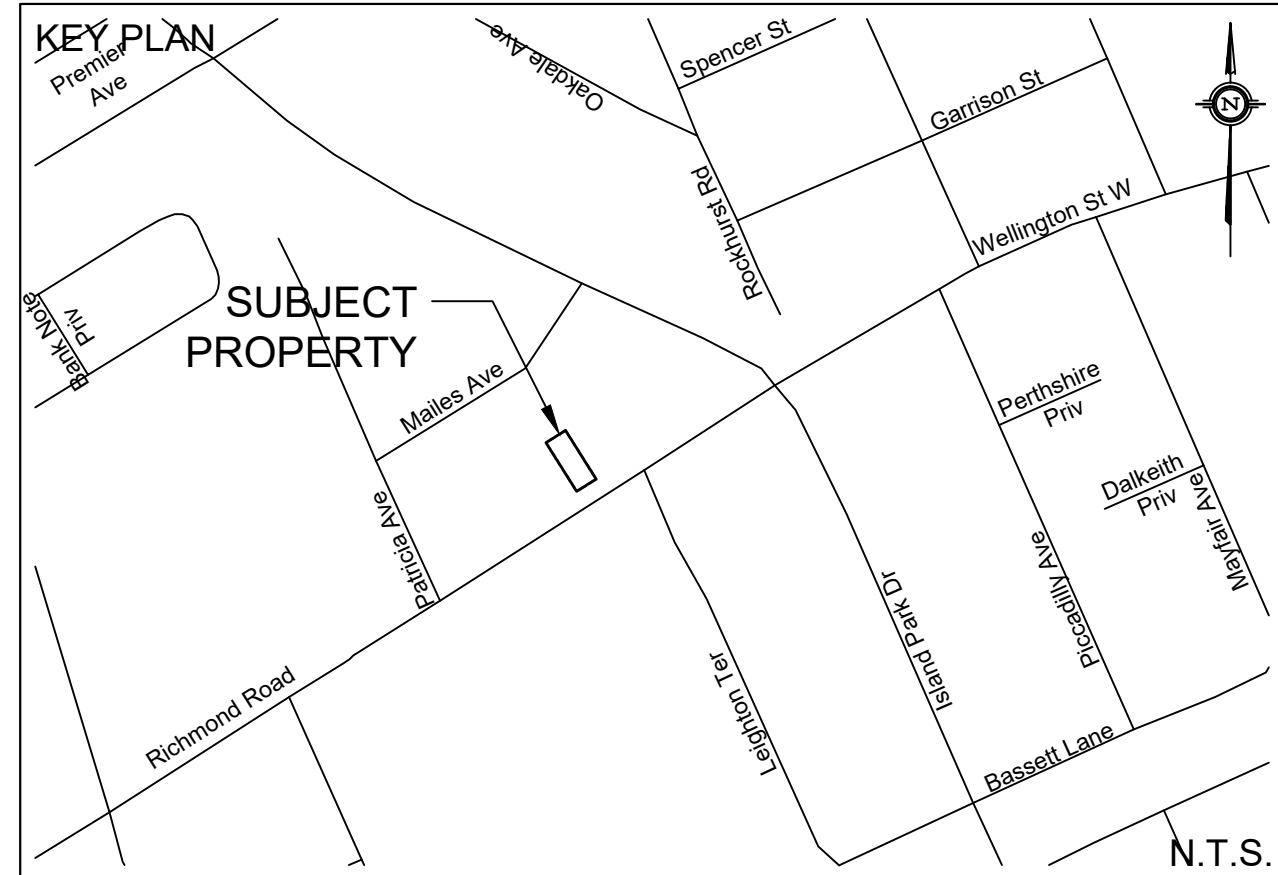 KEY PLAN
Premier
Ave
Oakdale Ave
Spencer St
Garrison St
N
Rockhurst Rd
Wellington St W
Bank Note
Priv
SUBJECT
PROPERTY
Mailes Ave
Perthshire
Priv
Dalkeith
Priv
Patricia Ave
Mayfair Ave
Piccadilly Ave
Island Park Dr
Leighton Ter
Richmond Road
Bassett Lane
N.T.S.